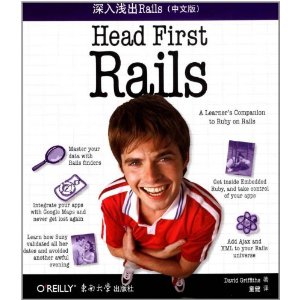 深入浅出Rails（中文版）
Head First
Rails
A Learner's Companion
to Ruby on Rails
Master your
data with
Rails finders
Integrate your apps
with Google Maps and
never get lost again
Learn how Suzy
validated all her
dates and avoided
another awful
evening
Get inside Embedded
Ruby, and take control
of your apps
Add Ajax and
XML to your Rails
universe
O'REILLY® 东南大学出版社
David Griffiths 著
译